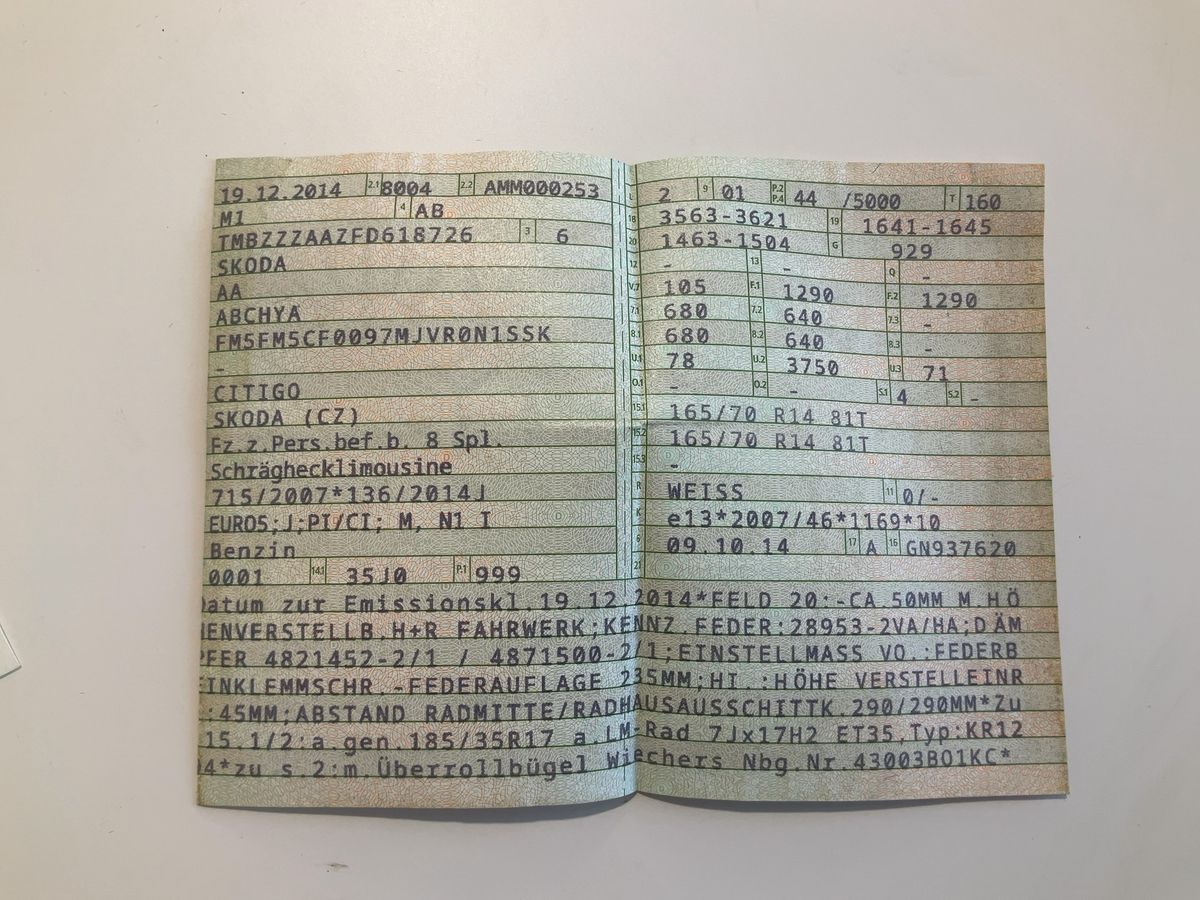 19.12.2014 2.1 8004 2.2 AMM000253
M1 4 AB
TMBZZZAAZFD618726 3 6
SKODA
AA
ABCHYA
FM5FM5CF0097MJVR0N1SSK
-
CITIGO
SKODA (CZ)
Fz.z.Pers.bef.b. 8 Spl.
Schräghecklimousine
715/2007*136/2014J
EURO5;J;PI/CI; M, N1 I
Benzin
0001 14.1 35J0 P.1 999
2 9 01 P.2 P.4 44 /5000 T 160
18 3563-3621 19 1641-1645
20 1463-1504 G 929
12 - 13 - Q -
V.7 105 F.1 1290 F.2 1290
7.1 680 7.2 640 7.3 -
8.1 680 8.2 640 8.3 -
U.1 78 U.2 3750 U.3 71
O.1 - O.2 - S.1 4 S.2 -
15.1 165/70 R14 81T
15.2 165/70 R14 81T
15.3 -
R WEISS 11 0/-
K e13*2007/46*1169*10
6 09.10.14 17 A 16 GN937620
21
Datum zur Emissionskl.19.12.2014*FELD 20:-CA.50MM M.HÖ
HENVERSTELLB.H+R FAHRWERK;KENNZ.FEDER:28953-2VA/HA;DÄM
PFER 4821452-2/1 / 4871500-2/1;EINSTELLMASS VO.:FEDERB
EINKLEMMSCHR.-FEDERAUFLAGE 235MM;HI.:HÖHE VERSTELLEINR
.:45MM;ABSTAND RADMITTE/RADHAUSAUSSCHITTK.290/290MM*Zu
15.1/2:a.gen.185/35R17 a.LM-Rad 7Jx17H2 ET35,Typ:KR12
04*zu s.2:m.Überrollbügel Wiechers Nbg.Nr.43003BO1KC*